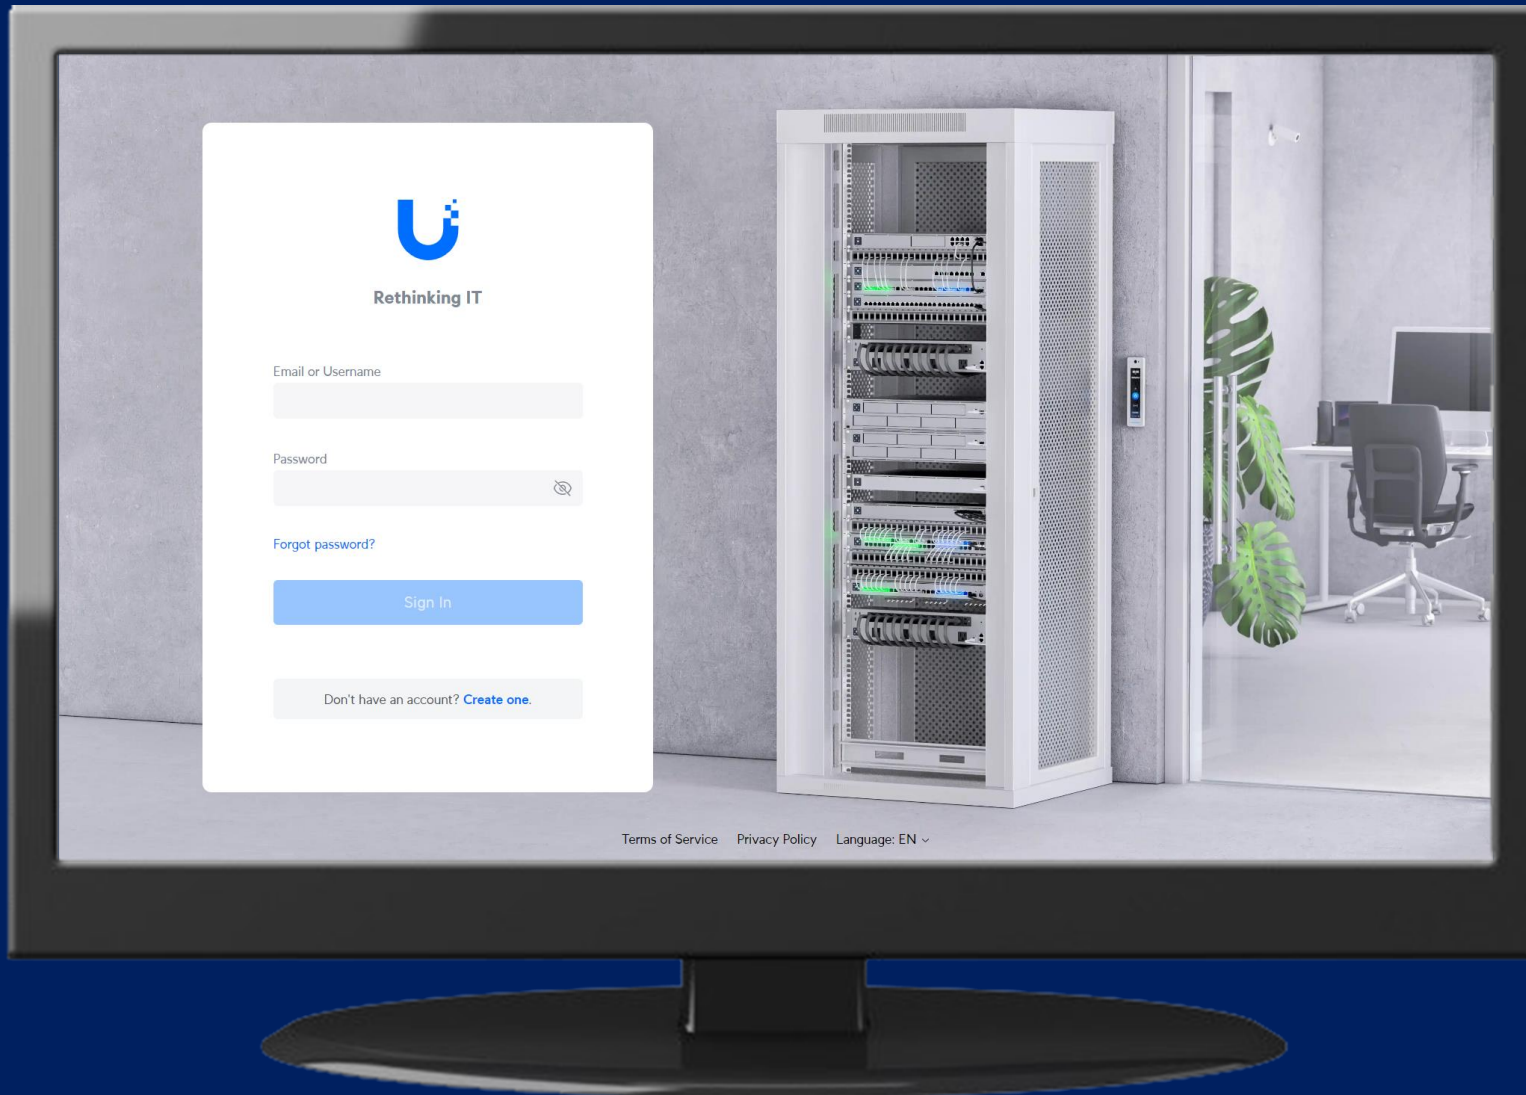 Rethinking IT
Email or Username
Password
Forgot password?
Sign In
Don't have an account? Create one.
Terms of Service Privacy Policy Language: EN